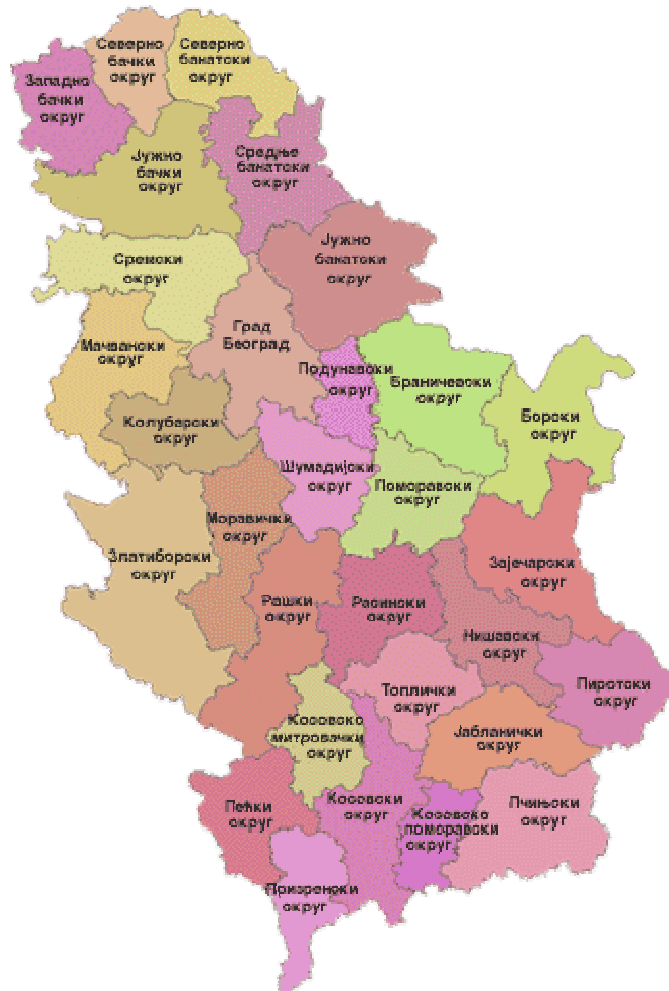 Северно
бачки
округ
Северно
банатски
округ
Западно
бачки
округ
Јужно
бачки
округ
Средње
банатски
округ
Сремски
округ
Јужно
банатски
округ
Мачвански
округ
Град
Београд
Подунавски
округ
Браничевски
округ
Борски
округ
Колубарски
округ
Шумадијски
округ
Поморавски
округ
Моравички
округ
Златиборски
округ
Рашки
округ
Расински
округ
Зајечарски
округ
Нишавски
округ
Пиротски
округ
Топлички
округ
Јабланички
округ
Косовско
митровачки
округ
Пећки
округ
Косовски
округ
Косовско
поморавски
округ
Пчињски
округ
Призренски
округ